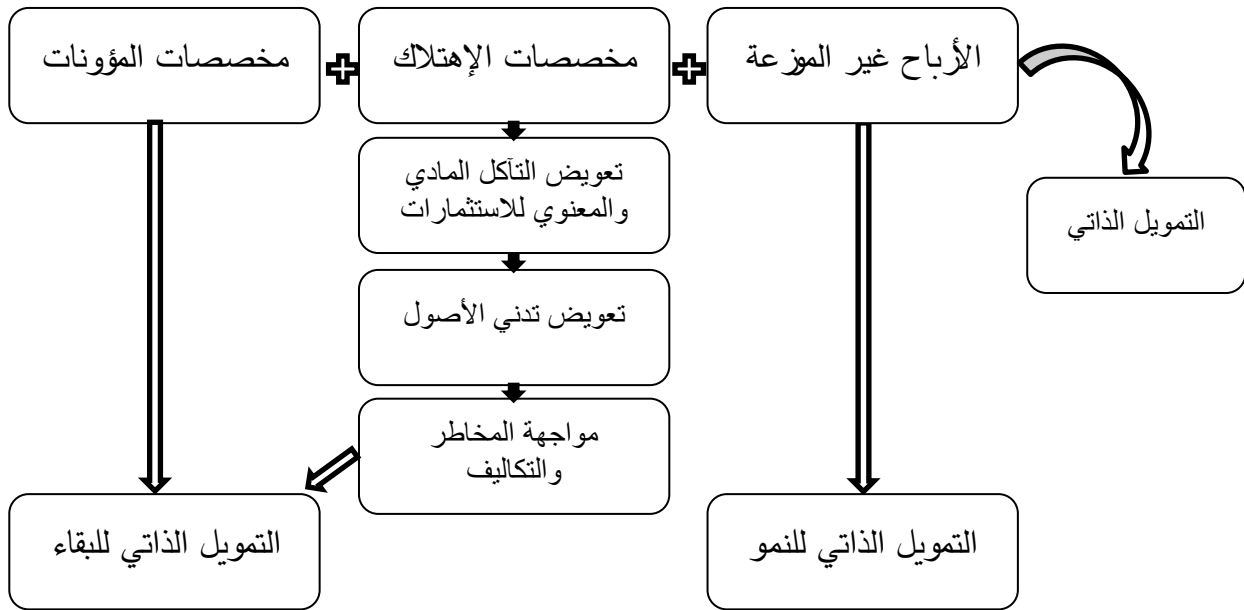 الأرباح غير الموزعة
مخصصات الإهتلاك
مخصصات المؤونات
التمويل الذاتي
تعويض التآكل المادي
والمعنوي للاستثمارات
تعويض تدني الأصول
مواجهة المخاطر
والتكاليف
التمويل الذاتي للنمو
التمويل الذاتي للبقاء